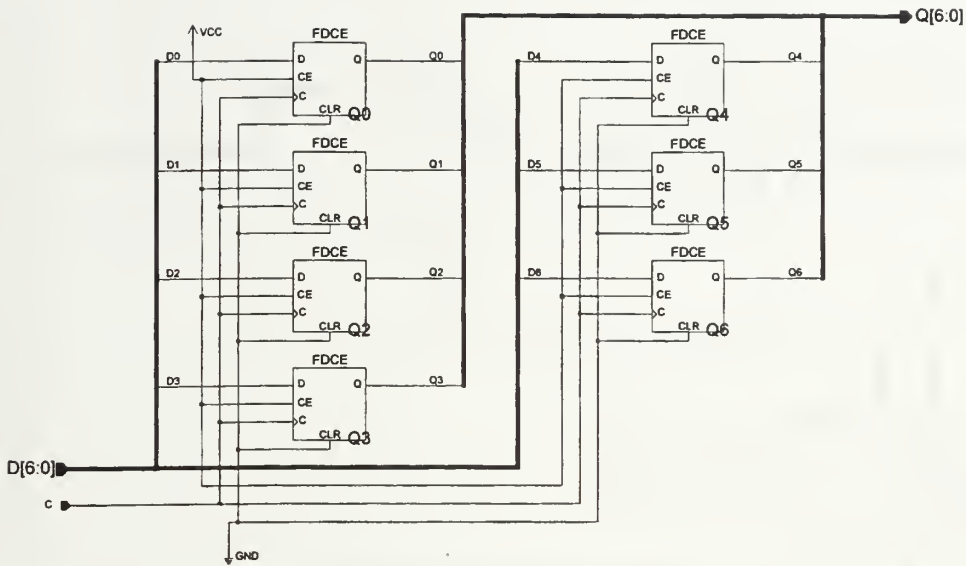 Q[6:0]
VCC
FDCE
D0
D
Q
Q0
CE
C
CLR
Q0
FDCE
D4
D
Q
Q4
CE
C
CLR
Q4
FDCE
D1
D
Q
Q1
CE
C
CLR
Q1
FDCE
D5
D
Q
Q5
CE
C
CLR
Q5
FDCE
D2
D
Q
Q2
CE
C
CLR
Q2
FDCE
D6
D
Q
Q6
CE
C
CLR
Q6
FDCE
D3
D
Q
Q3
CE
C
CLR
Q3
D[6:0]
C
GND